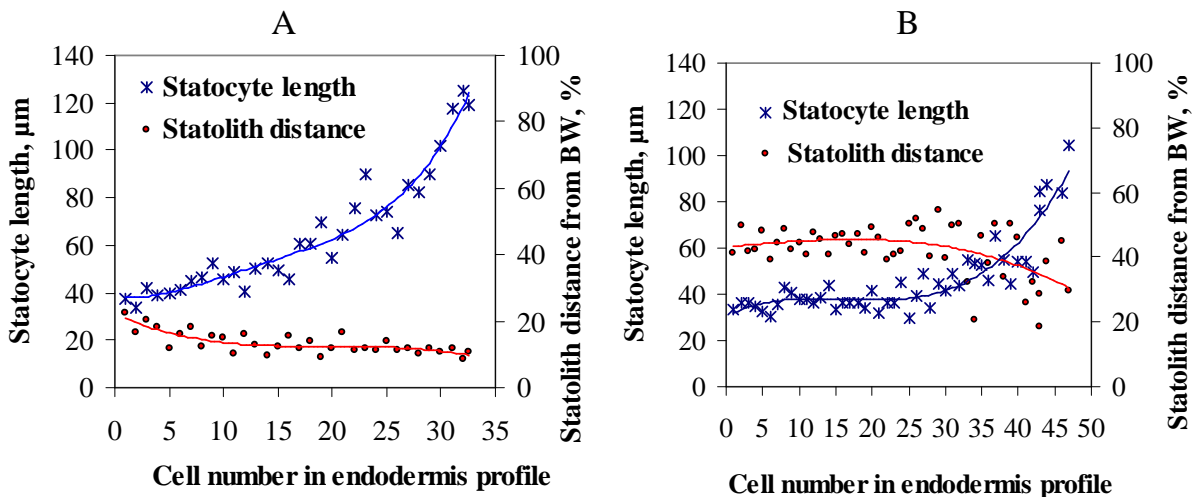 A
Statocyte length, µm
140
120
100
80
60
40
20
0
Statocyte length
Statolith distance
100
80
60
40
20
0
Statolith distance from BW, %
0 5 10 15 20 25 30 35
Cell number in endodermis profile
B
Statocyte length, µm
140
120
100
80
60
40
20
0
Statocyte length
Statolith distance
100
80
60
40
20
0
Statolith distance from BW, %
0 5 10 15 20 25 30 35 40 45 50
Cell number in endodermis profile